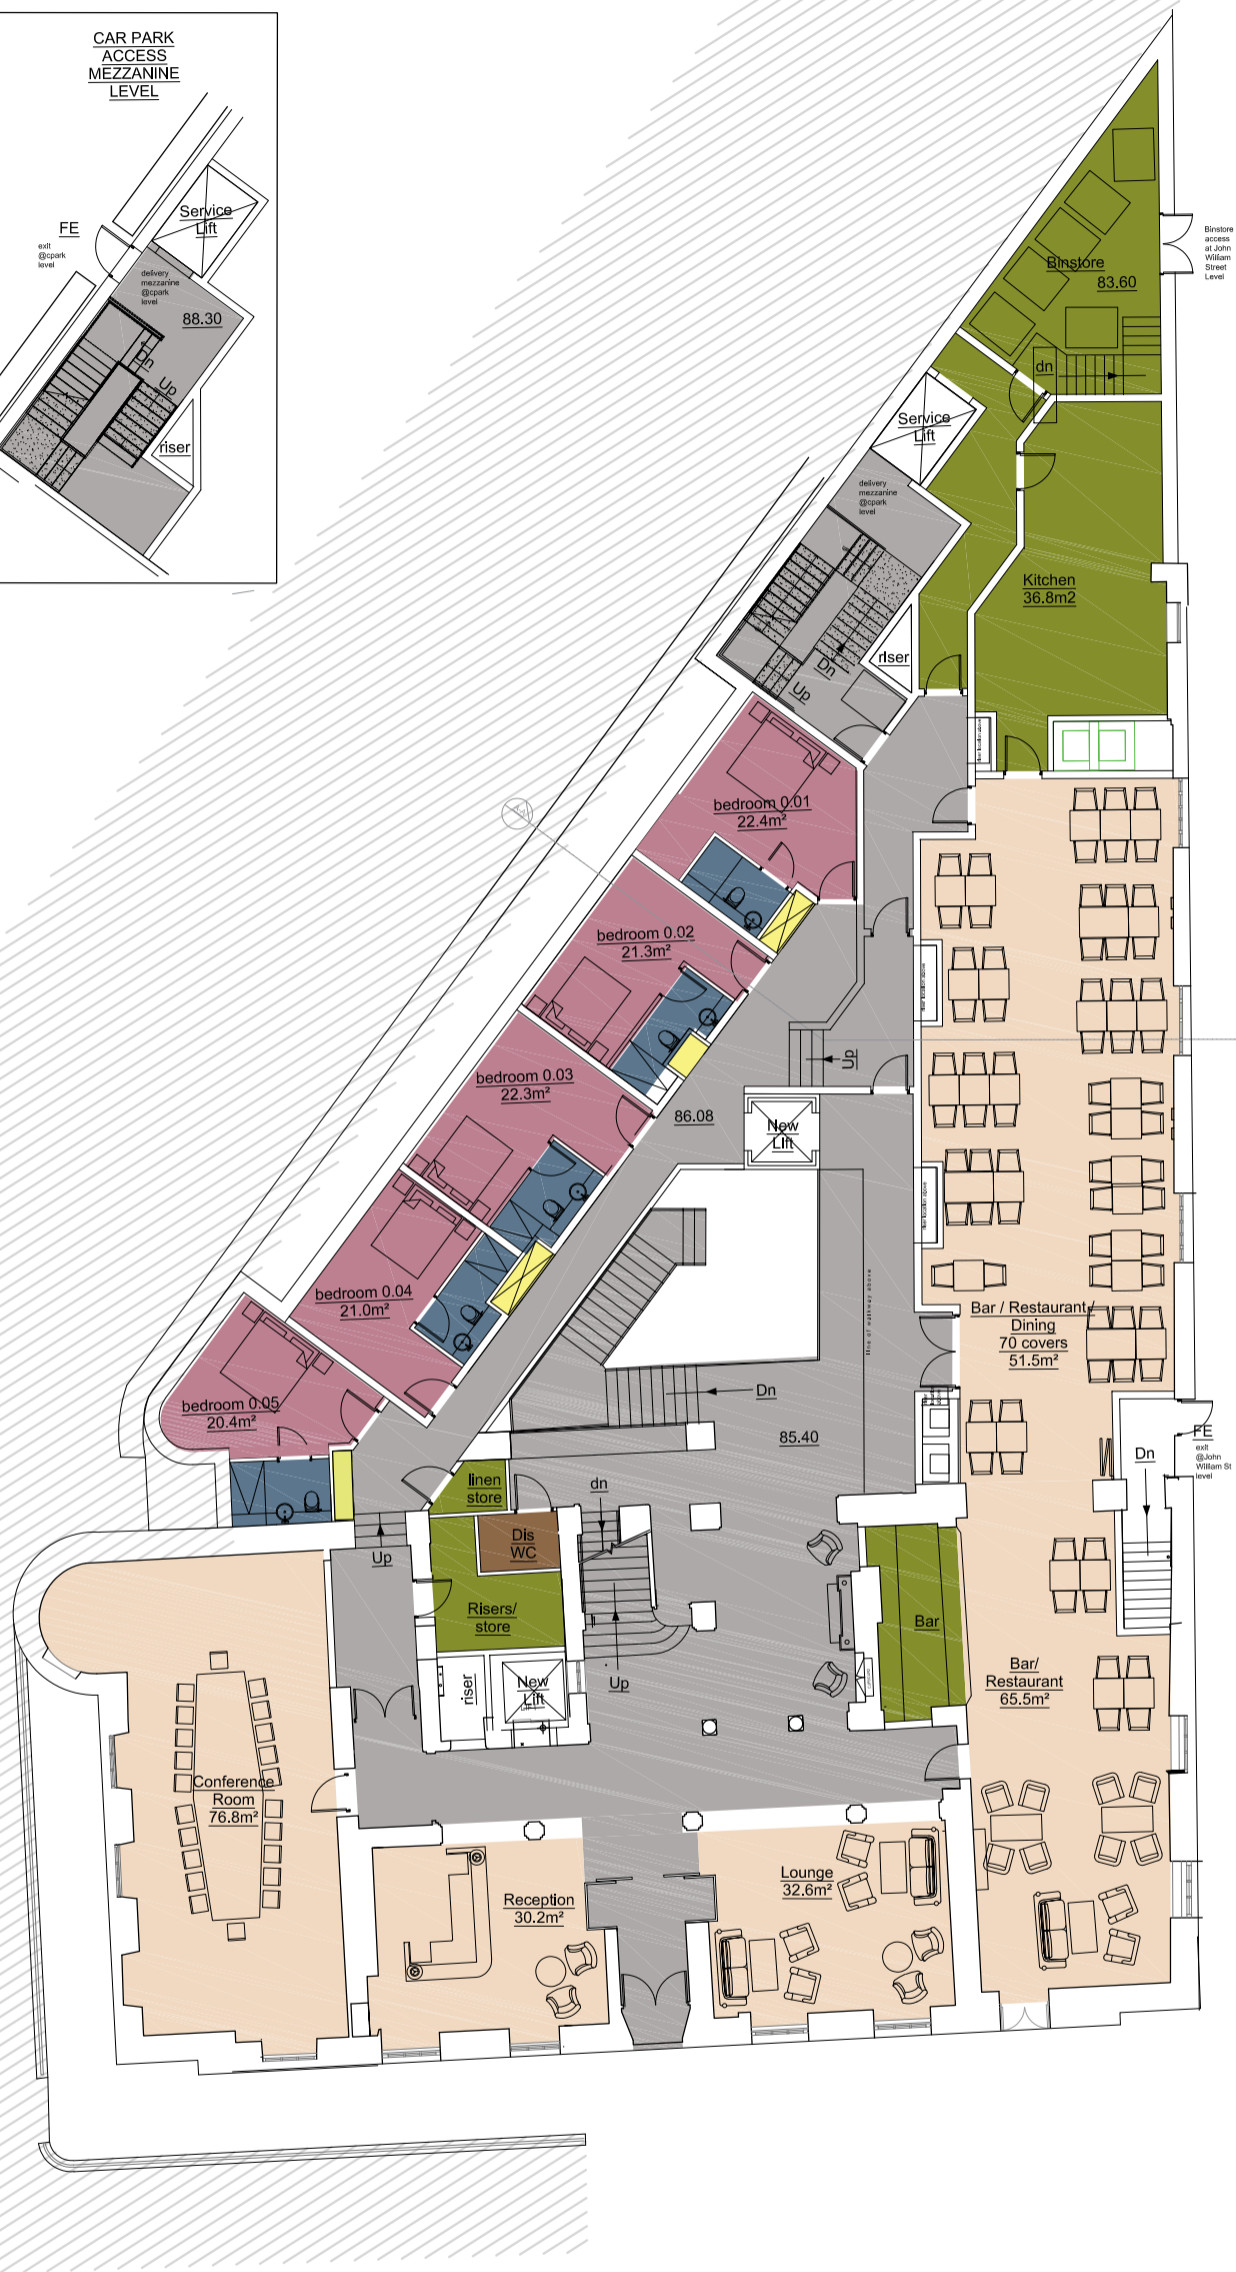 CAR PARK
ACCESS
MEZZANINE
LEVEL
Service
Lift
FE
exit
@cpark
level
delivery
mezzanine
@cpark
level
88.30
Dn
Up
riser
Binstore
83.60
Binstore
access
at John
William
Street
Level
dn
Service
Lift
delivery
mezzanine
@cpark
level
Kitchen
36.8m2
riser
Dn
Up
bedroom 0.01
22.4m²
bedroom 0.02
21.3m²
bedroom 0.03
22.3m²
86.08
Up
New
Lift
bedroom 0.04
21.0m²
line of walkway above
Bar / Restaurant /
Dining
70 covers
51.5m²
bedroom 0.05
20.4m²
Dn
85.40
FE
exit
@John
William St
level
Dn
linen
store
dn
Dis
WC
Up
Risers/
store
Bar
riser
New
Lift
Up
Bar/
Restaurant
65.5m²
Conference
Room
76.8m²
Reception
30.2m²
Lounge
32.6m²